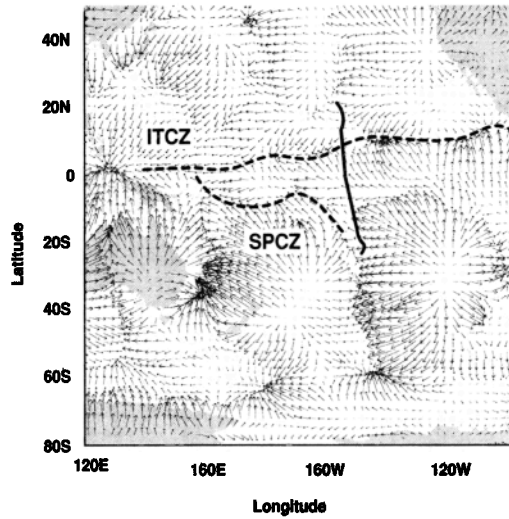 40N
20N
ITCZ
0
20S
SPCZ
40S
60S
80S
120E
160E
160W
120W
Latitude
Longitude